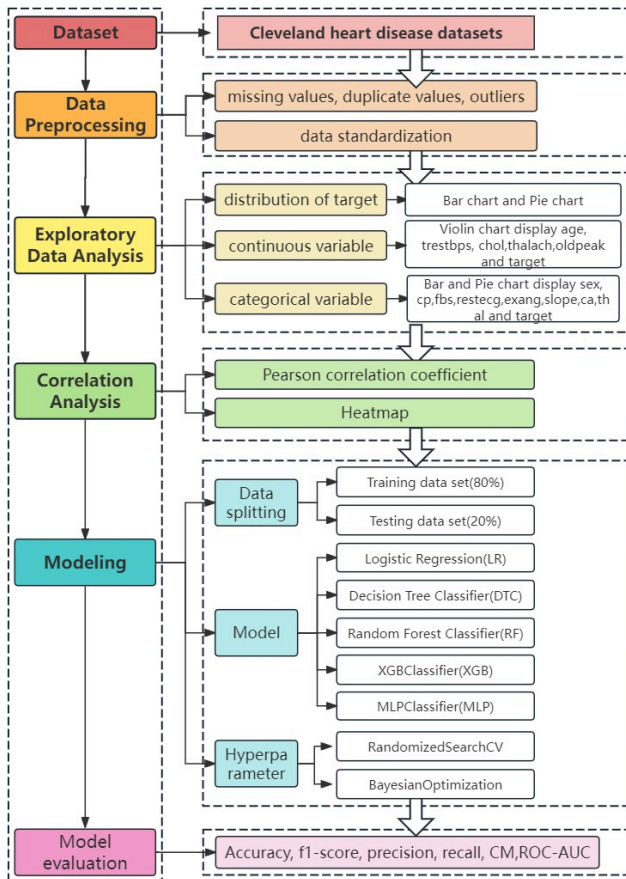 Dataset
Cleveland heart disease datasets
Data
Preprocessing
missing values, duplicate values, outliers
data standardization
Exploratory
Data Analysis
distribution of target
Bar chart and Pie chart
continuous variable
Violin chart display age,
trestbps, chol,thalach,oldpeak
and target
categorical variable
Bar and Pie chart display sex,
cp,fbs,restecg,exang,slope,ca,th
al and target
Correlation
Analysis
Pearson correlation coefficient
Heatmap
Modeling
Data
splitting
Training data set(80%)
Testing data set(20%)
Model
Logistic Regression(LR)
Decision Tree Classifier(DTC)
Random Forest Classifier(RF)
XGBClassifier(XGB)
MLPClassifier(MLP)
Hyperpa
rameter
RandomizedSearchCV
BayesianOptimization
Model
evaluation
Accuracy, f1-score, precision, recall, CM,ROC-AUC